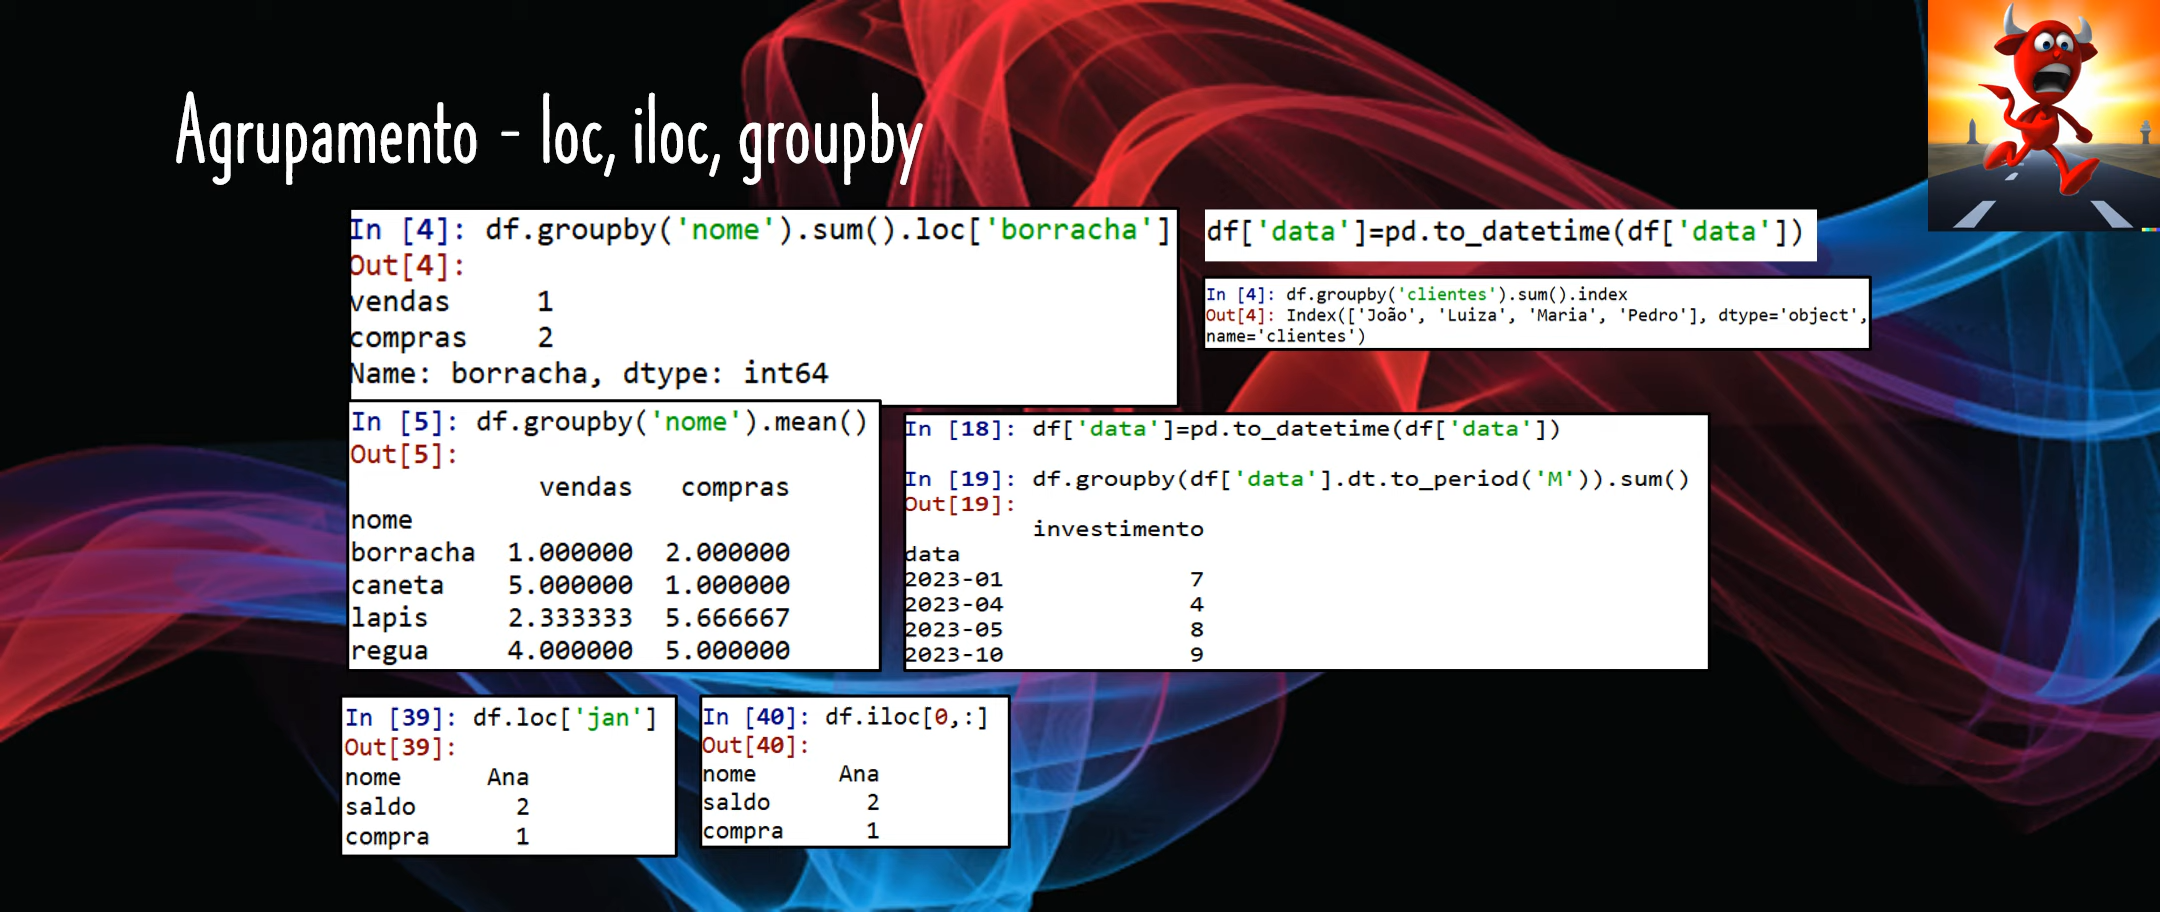 Agrupamento - loc, iloc, groupby
In [4]: df.groupby('nome').sum().loc['borracha']
Out[4]:
vendas 1
compras 2
Name: borracha, dtype: int64
df['data']=pd.to_datetime(df['data'])
In [4]: df.groupby('clientes').sum().index
Out[4]: Index(['João', 'Luiza', 'Maria', 'Pedro'], dtype='object',
name='clientes')
In [5]: df.groupby('nome').mean()
Out[5]:
vendas compras
nome
borracha 1.000000 2.000000
caneta 5.000000 1.000000
lapis 2.333333 5.666667
regua 4.000000 5.000000
In [18]: df['data']=pd.to_datetime(df['data'])
In [19]: df.groupby(df['data'].dt.to_period('M')).sum()
Out[19]:
investimento
data
2023-01 7
2023-04 4
2023-05 8
2023-10 9
In [39]: df.loc['jan']
Out[39]:
nome Ana
saldo 2
compra 1
In [40]: df.iloc[0,:]
Out[40]:
nome Ana
saldo 2
compra 1